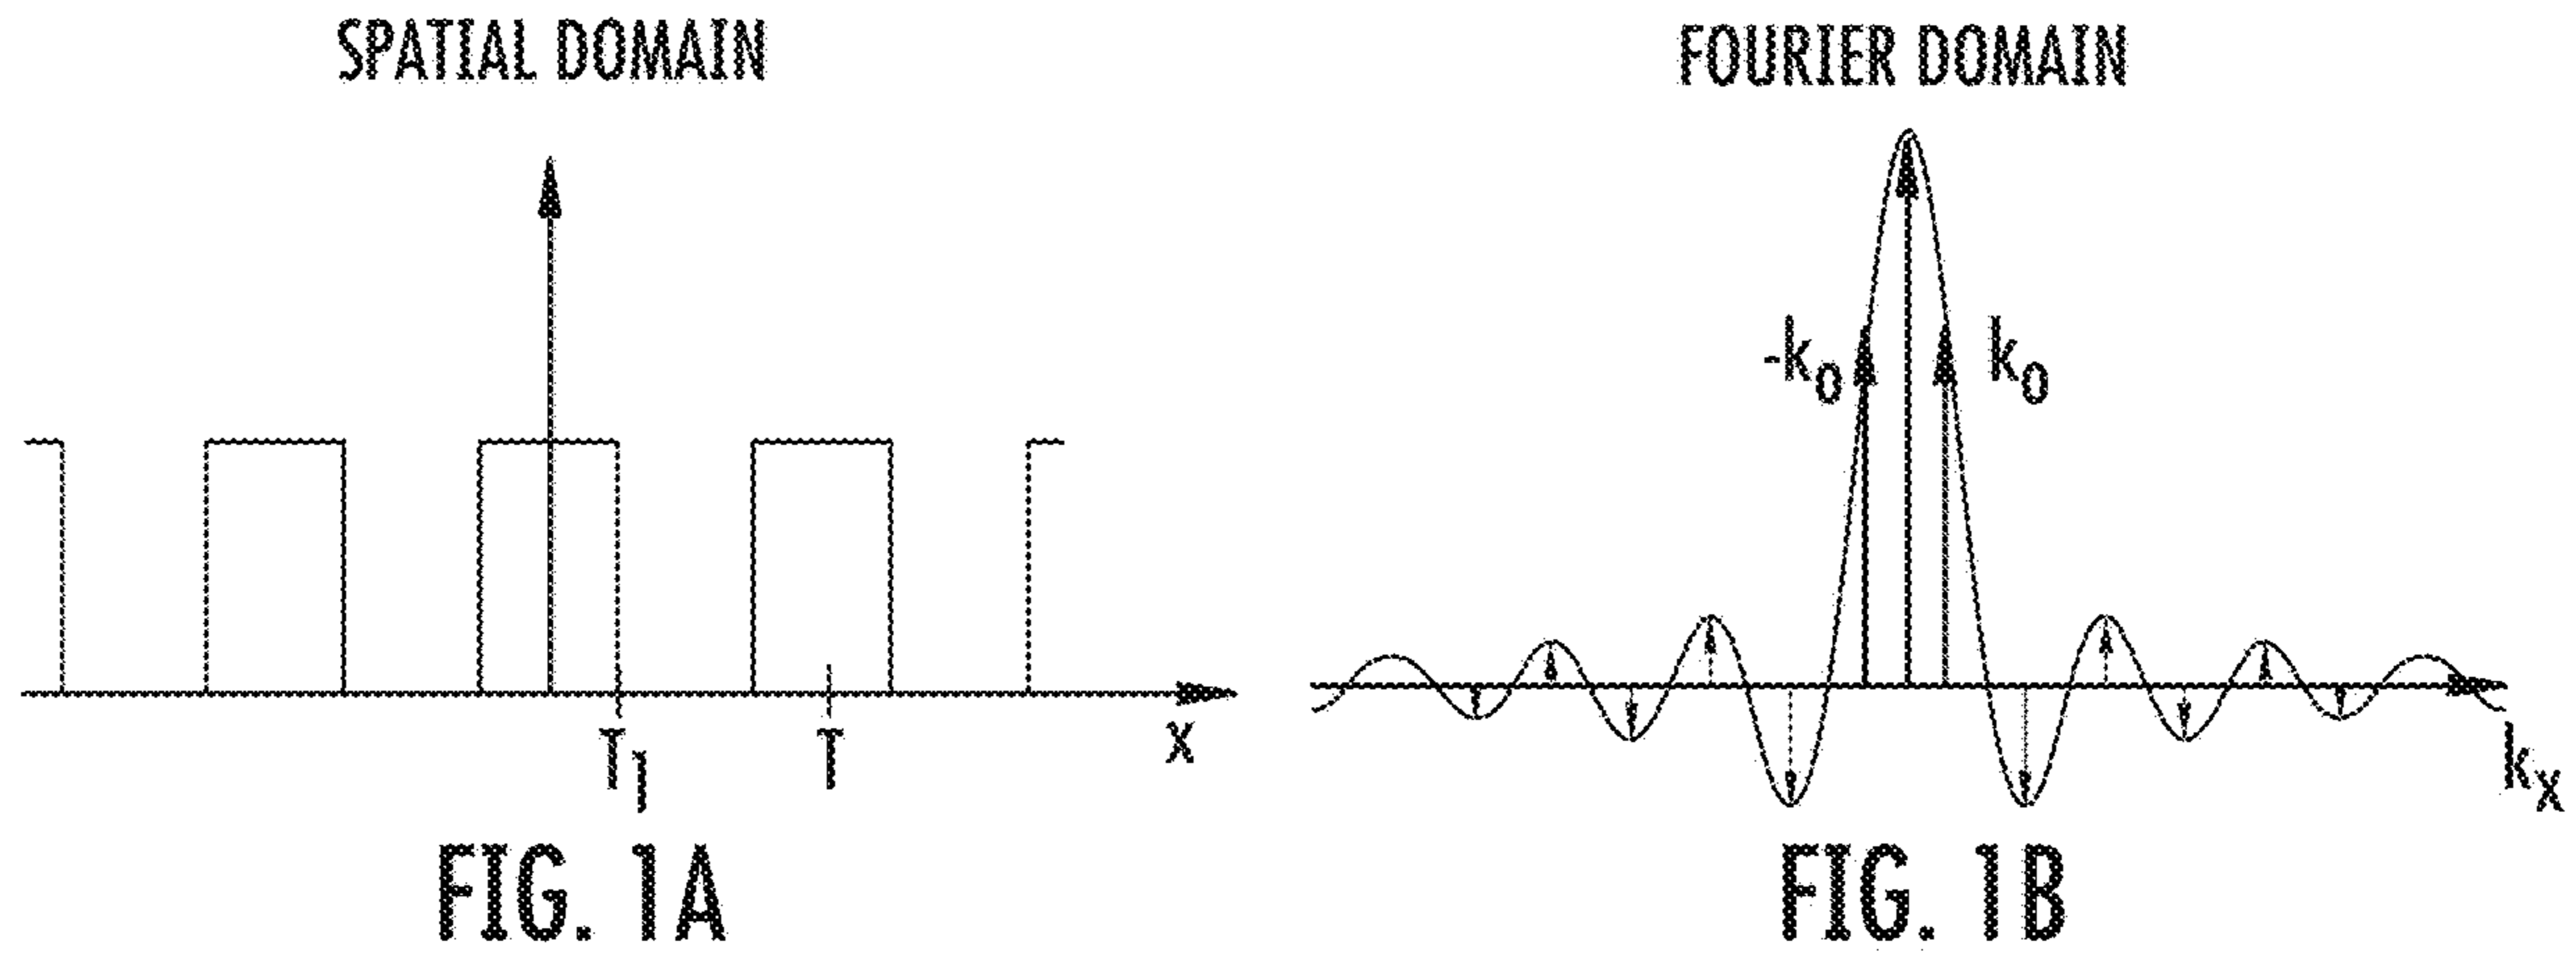 SPATIAL DOMAIN
T1
T
x
FIG. 1A
FOURIER DOMAIN
-k0
k0
kx
FIG. 1B